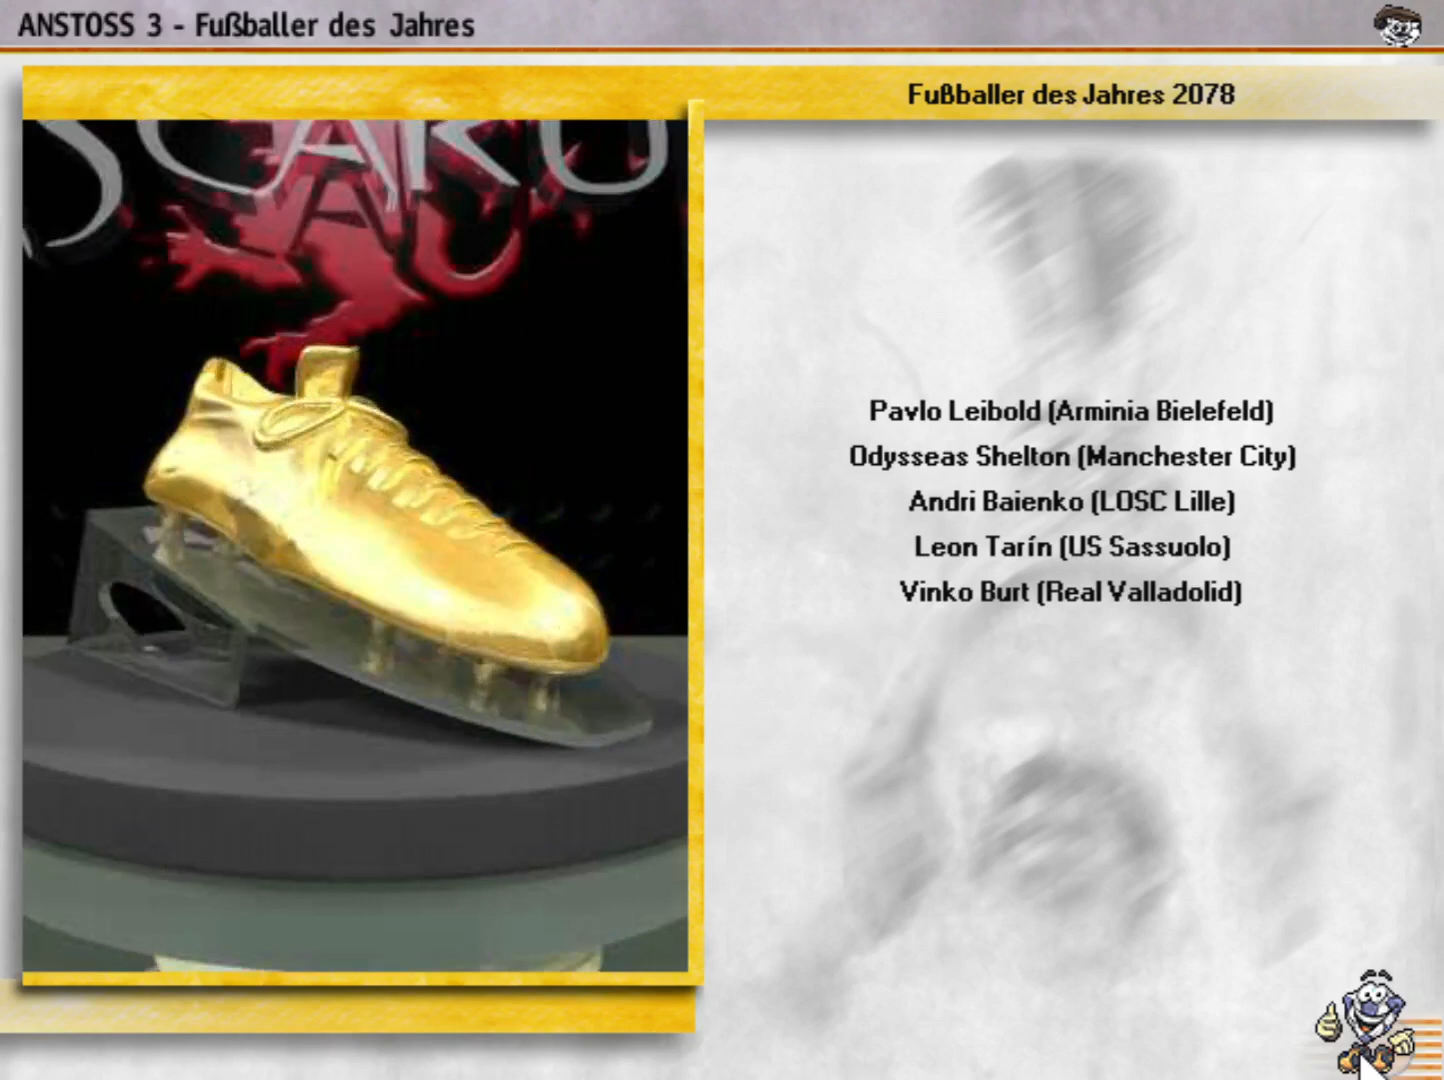 ANSTOSS 3 - Fußballer des Jahres
Fußballer des Jahres 2078
Pavlo Leibold (Arminia Bielefeld)
Odysseas Shelton (Manchester City)
Andri Baienko (LOSC Lille)
Leon Tarín (US Sassuolo)
Vinko Burt (Real Valladolid)